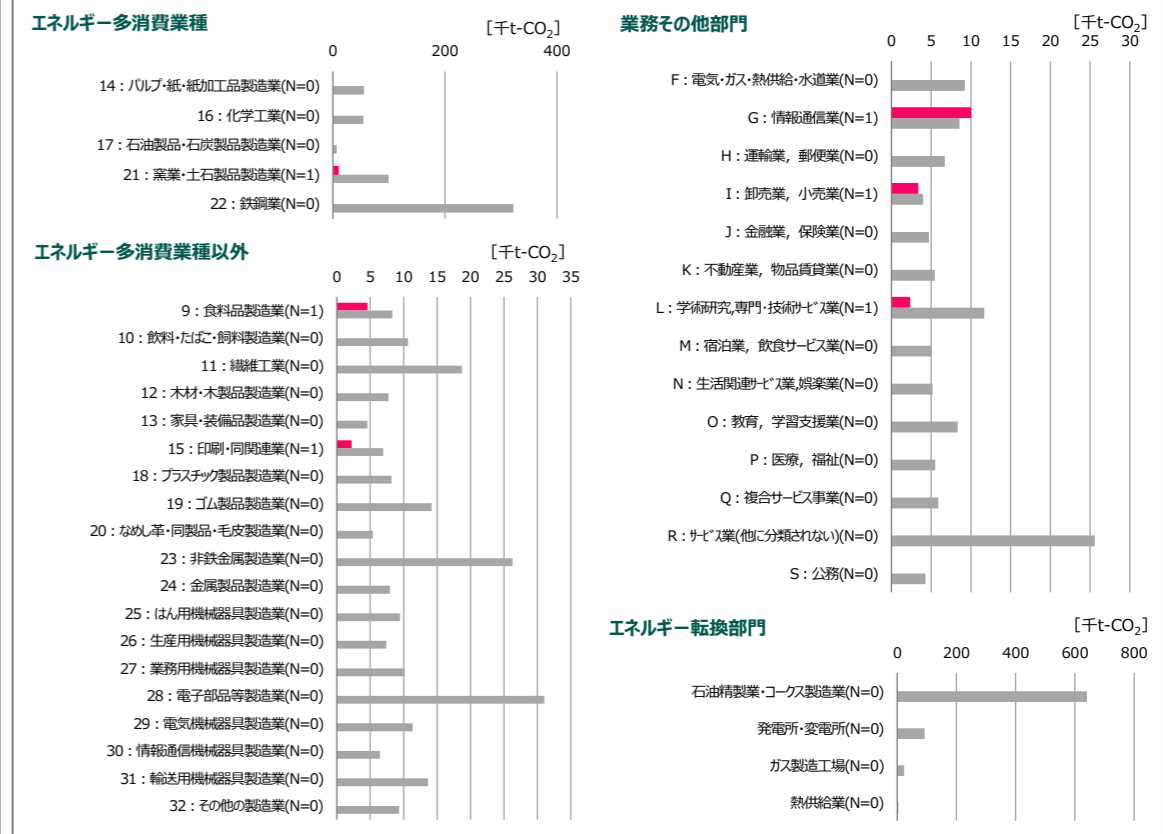 エネルギー多消費業種
[千t-CO₂]
0 200 400
14：パルプ・紙・紙加工品製造業(N=0)
16：化学工業(N=0)
17：石油製品・石炭製品製造業(N=0)
21：窯業・土石製品製造業(N=1)
22：鉄鋼業(N=0)
エネルギー多消費業種以外
[千t-CO₂]
0 5 10 15 20 25 30 35
9：食料品製造業(N=1)
10：飲料・たばこ・飼料製造業(N=0)
11：繊維工業(N=0)
12：木材・木製品製造業(N=0)
13：家具・装備品製造業(N=0)
15：印刷・同関連業(N=1)
18：プラスチック製品製造業(N=0)
19：ゴム製品製造業(N=0)
20：なめし革・同製品・毛皮製造業(N=0)
23：非鉄金属製造業(N=0)
24：金属製品製造業(N=0)
25：はん用機械器具製造業(N=0)
26：生産用機械器具製造業(N=0)
27：業務用機械器具製造業(N=0)
28：電子部品等製造業(N=0)
29：電気機械器具製造業(N=0)
30：情報通信機械器具製造業(N=0)
31：輸送用機械器具製造業(N=0)
32：その他の製造業(N=0)
業務その他部門
[千t-CO₂]
0 5 10 15 20 25 30
F：電気・ガス・熱供給・水道業(N=0)
G：情報通信業(N=1)
H：運輸業，郵便業(N=0)
I：卸売業，小売業(N=1)
J：金融業，保険業(N=0)
K：不動産業，物品賃貸業(N=0)
L：学術研究,専門・技術ｻｰﾋﾞｽ業(N=1)
M：宿泊業，飲食サービス業(N=0)
N：生活関連ｻｰﾋﾞｽ業,娯楽業(N=0)
O：教育，学習支援業(N=0)
P：医療，福祉(N=0)
Q：複合サービス事業(N=0)
R：ｻｰﾋﾞｽ業(他に分類されない)(N=0)
S：公務(N=0)
エネルギー転換部門
[千t-CO₂]
0 200 400 600 800
石油精製業・コークス製造業(N=0)
発電所・変電所(N=0)
ガス製造工場(N=0)
熱供給業(N=0)